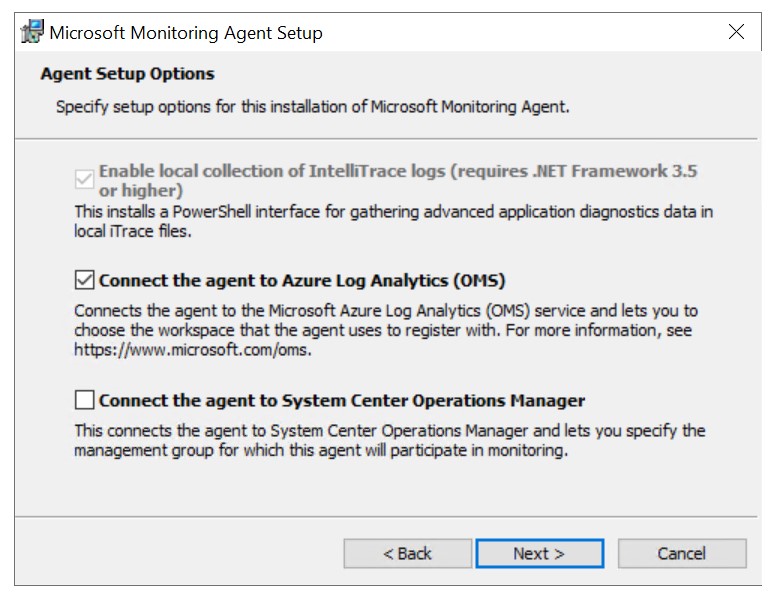 Microsoft Monitoring Agent Setup
Agent Setup Options
Specify setup options for this installation of Microsoft Monitoring Agent.
Enable local collection of IntelliTrace logs (requires .NET Framework 3.5
or higher)
This installs a PowerShell interface for gathering advanced application diagnostics data in
local iTrace files.
Connect the agent to Azure Log Analytics (OMS)
Connects the agent to the Microsoft Azure Log Analytics (OMS) service and lets you to
choose the workspace that the agent uses to register with. For more information, see
https://www.microsoft.com/oms.
Connect the agent to System Center Operations Manager
This connects the agent to System Center Operations Manager and lets you specify the
management group for which this agent will participate in monitoring.
< Back Next > Cancel